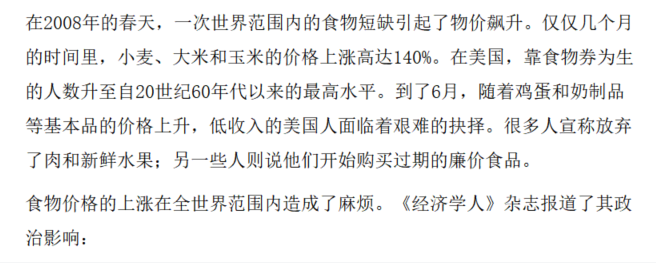 在2008年的春天，一次世界范围内的食物短缺引起了物价飙升。仅仅几个月
的时间里，小麦、大米和玉米的价格上涨高达140%。在美国，靠食物券为生
的人数升至自20世纪60年代以来的最高水平。到了6月，随着鸡蛋和奶制品
等基本品的价格上升，低收入的美国人面临着艰难的抉择。很多人宣称放弃
了肉和新鲜水果；另一些人则说他们开始购买过期的廉价食品。
食物价格的上涨在全世界范围内造成了麻烦。《经济学人》杂志报道了其政
治影响：